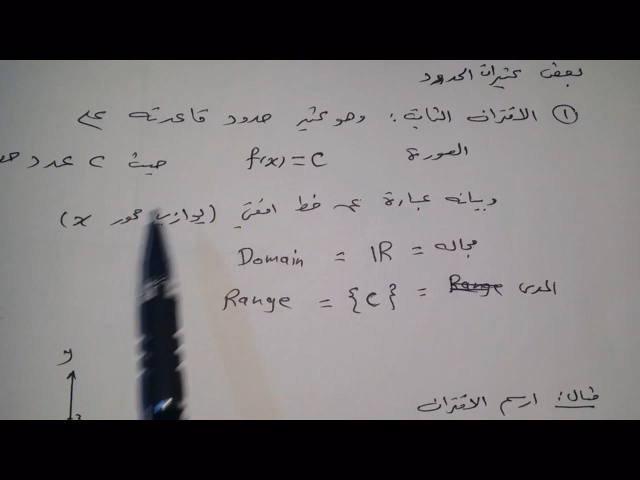 بعض كثيرات الحدود
① الاقتران الثابت: وهو كثير حدود قاعدته على
الصورة f(x) = C حيث C عدد
وبيانه عبارة عن خط افقي (يوازي محور x)
مجاله = Domain = ℝ
المدى = Range = {C}
مثال: ارسم الاقتران
y